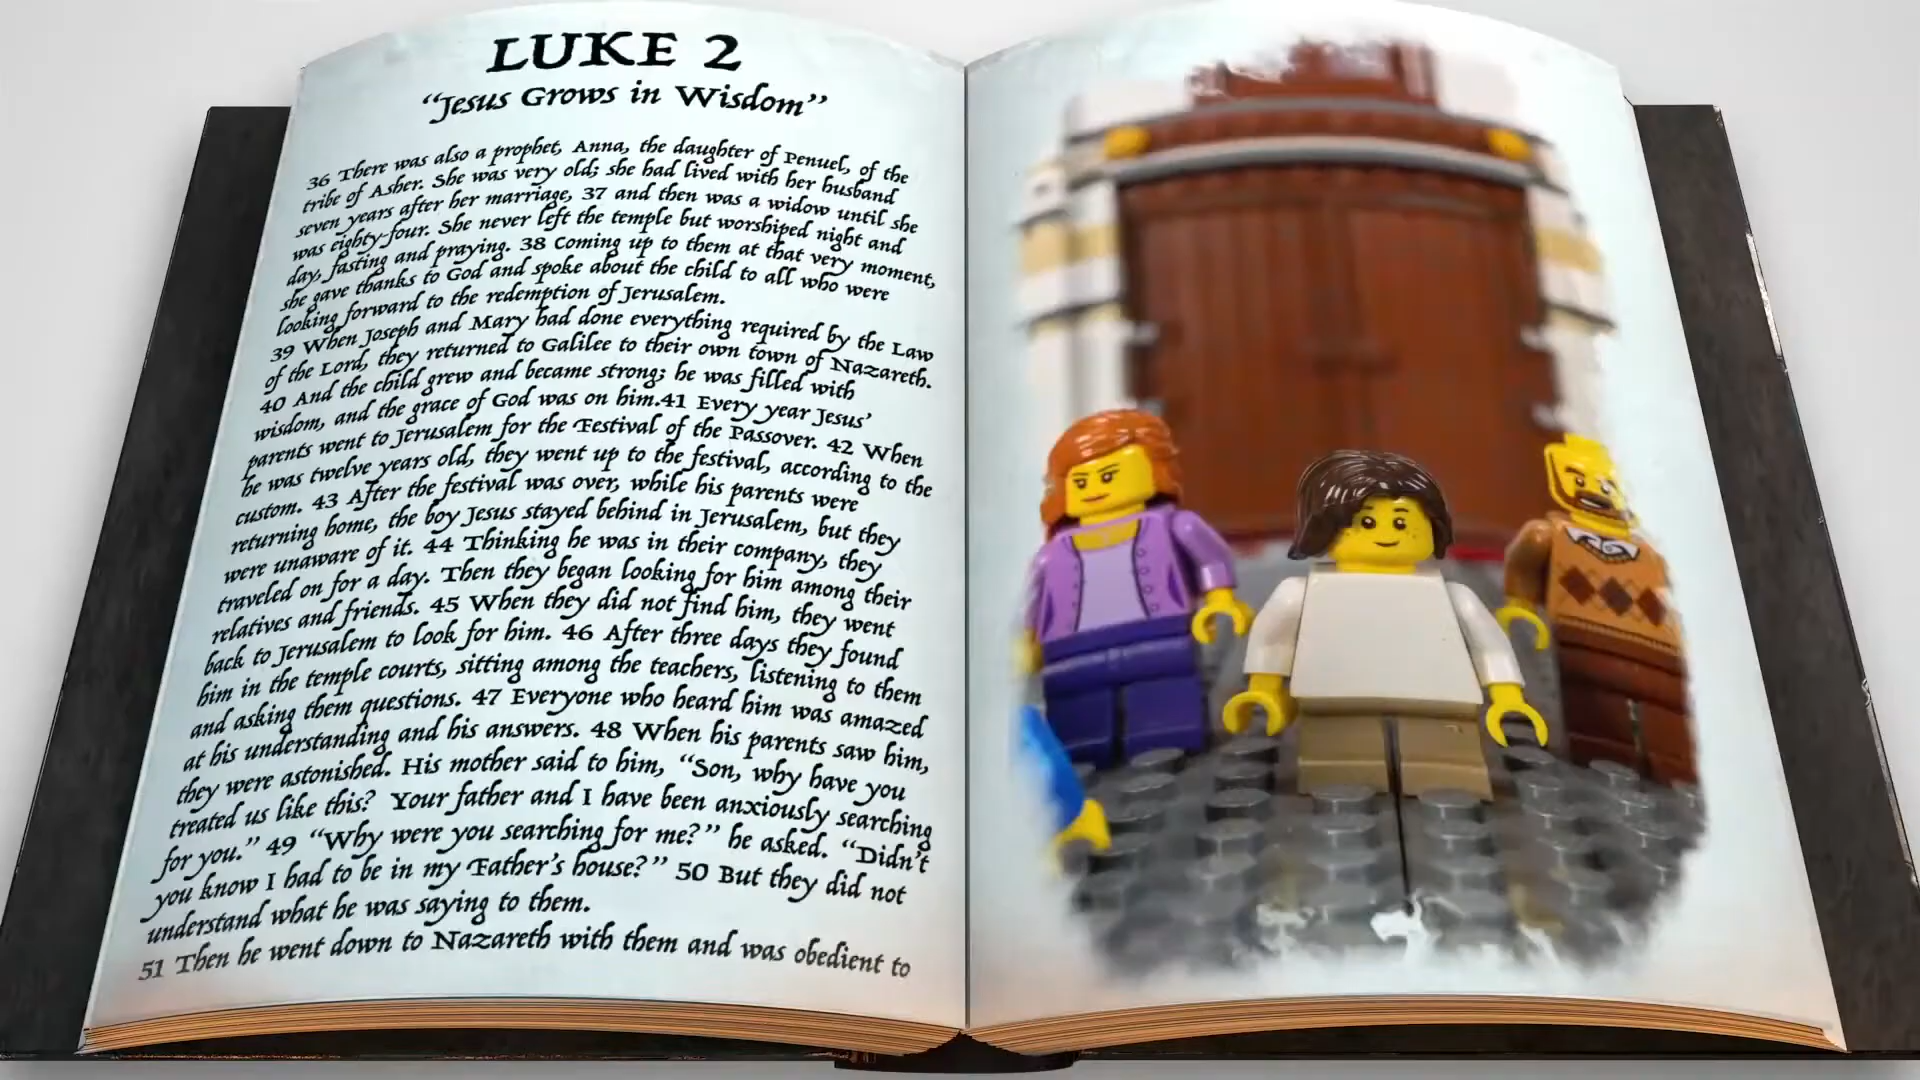 LUKE 2
“Jesus Grows in Wisdom”
36 There was also a prophet, Anna, the daughter of Penuel, of the
tribe of Asher. She was very old; she had lived with her husband
seven years after her marriage, 37 and then was a widow until she
was eighty-four. She never left the temple but worshiped night and
day, fasting and praying. 38 Coming up to them at that very moment,
she gave thanks to God and spoke about the child to all who were
looking forward to the redemption of Jerusalem.
39 When Joseph and Mary had done everything required by the Law
of the Lord, they returned to Galilee to their own town of Nazareth.
40 And the child grew and became strong; he was filled with
wisdom, and the grace of God was on him.41 Every year Jesus’
parents went to Jerusalem for the Festival of the Passover. 42 When
he was twelve years old, they went up to the festival, according to the
custom. 43 After the festival was over, while his parents were
returning home, the boy Jesus stayed behind in Jerusalem, but they
were unaware of it. 44 Thinking he was in their company, they
traveled on for a day. Then they began looking for him among their
relatives and friends. 45 When they did not find him, they went
back to Jerusalem to look for him. 46 After three days they found
him in the temple courts, sitting among the teachers, listening to them
and asking them questions. 47 Everyone who heard him was amazed
at his understanding and his answers. 48 When his parents saw him,
they were astonished. His mother said to him, “Son, why have you
treated us like this? Your father and I have been anxiously searching
for you.” 49 “Why were you searching for me?” he asked. “Didn’t
you know I had to be in my Father’s house?” 50 But they did not
understand what he was saying to them.
51 Then he went down to Nazareth with them and was obedient to